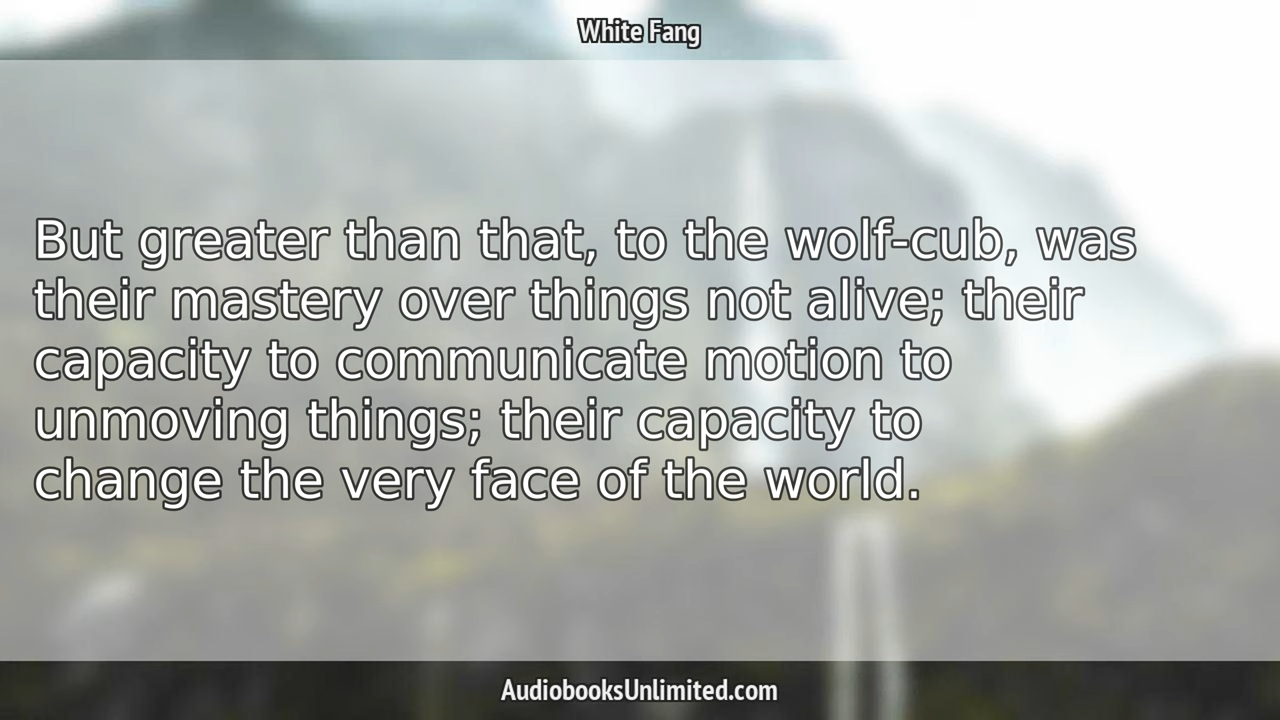 White Fang
But greater than that, to the wolf-cub, was
their mastery over things not alive; their
capacity to communicate motion to
unmoving things; their capacity to
change the very face of the world.
AudiobooksUnlimited.com